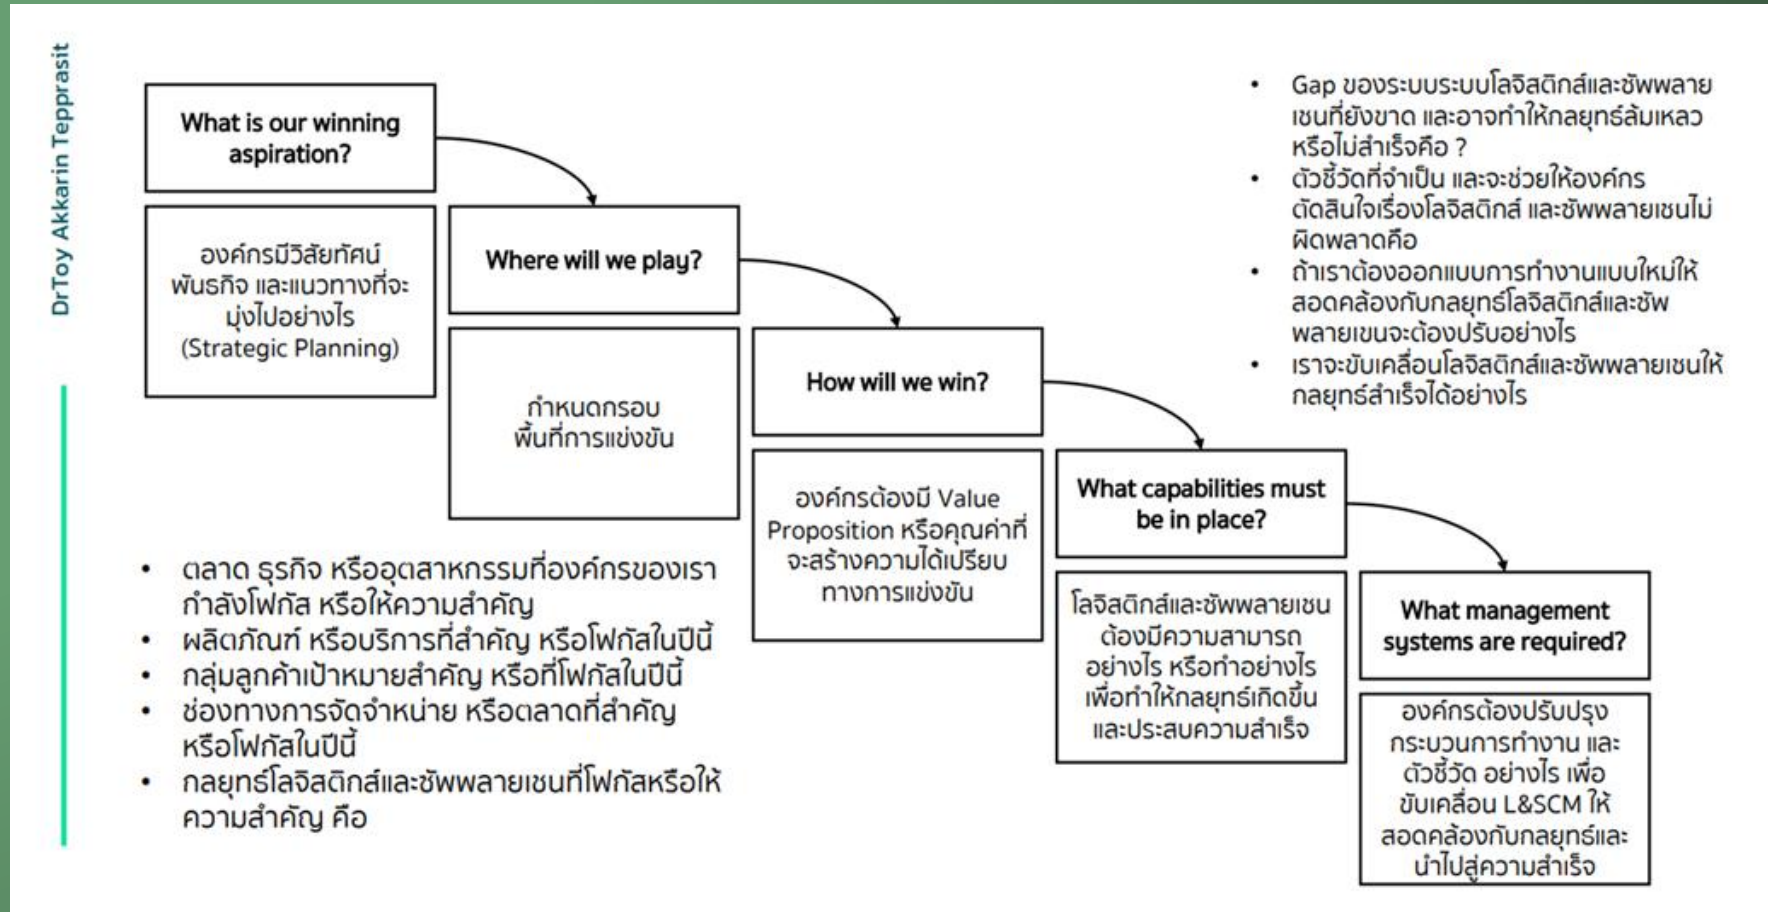 DrToy Akkarin Tepprasit
What is our winning
aspiration?
องค์กรมีวิสัยทัศน์
พันธกิจ และแนวทางที่จะ
มุ่งไปอย่างไร
(Strategic Planning)
Where will we play?
กำหนดกรอบ
พื้นที่การแข่งขัน
How will we win?
องค์กรต้องมี Value
Proposition หรือคุณค่าที่
จะสร้างความได้เปรียบ
ทางการแข่งขัน
What capabilities must
be in place?
โลจิสติกส์และซัพพลายเชน
ต้องมีความสามารถ
อย่างไร หรือทำอย่างไร
เพื่อทำให้กลยุทธ์เกิดขึ้น
และประสบความสำเร็จ
What management
systems are required?
องค์กรต้องปรับปรุง
กระบวนการทำงาน และ
ตัวชี้วัด อย่างไร เพื่อ
ขับเคลื่อน L&SCM ให้
สอดคล้องกับกลยุทธ์และ
นำไปสู่ความสำเร็จ
• Gap ของระบบระบบโลจิสติกส์และซัพพลาย
เชนที่ยังขาด และอาจทำให้กลยุทธ์ล้มเหลว
หรือไม่สำเร็จคือ ?
• ตัวชี้วัดที่จำเป็น และจะช่วยให้องค์กร
ตัดสินใจเรื่องโลจิสติกส์ และซัพพลายเชนไม่
ผิดพลาดคือ
• ถ้าเราต้องออกแบบการทำงานแบบใหม่ให้
สอดคล้องกับกลยุทธ์โลจิสติกส์และซัพ
พลายเขนจะต้องปรับอย่างไร
• เราจะขับเคลื่อนโลจิสติกส์และซัพพลายเชนให้
กลยุทธ์สำเร็จได้อย่างไร
• ตลาด ธุรกิจ หรืออุตสาหกรรมที่องค์กรของเรา
กำลังโฟกัส หรือให้ความสำคัญ
• ผลิตภัณฑ์ หรือบริการที่สำคัญ หรือโฟกัสในปีนี้
• กลุ่มลูกค้าเป้าหมายสำคัญ หรือที่โฟกัสในปีนี้
• ช่องทางการจัดจำหน่าย หรือตลาดที่สำคัญ
หรือโฟกัสในปีนี้
• กลยุทธ์โลจิสติกส์และซัพพลายเชนที่โฟกัสหรือให้
ความสำคัญ คือ